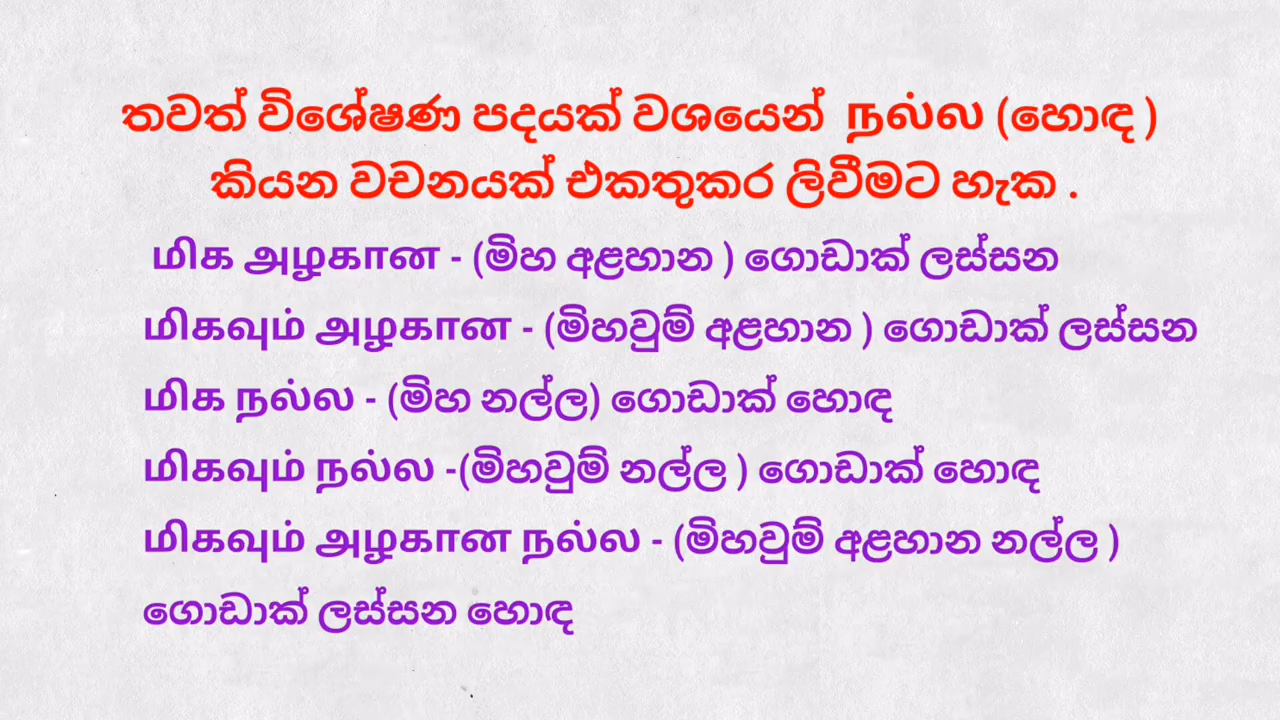 තවත් විශේෂණ පදයක් වශයෙන් நல்ல (හොඳ )
කියන වචනයක් එකතුකර ලිවීමට හැක .
மிக அழகான - (මිහ අළහාන ) ගොඩාක් ලස්සන
மிகவும் அழகான - (මිහවුම් අළහාන ) ගොඩාක් ලස්සන
மிக நல்ல - (මිහ නල්ල) ගොඩාක් හොඳ
மிகவும் நல்ல -(මිහවුම් නල්ල ) ගොඩාක් හොඳ
மிகவும் அழகான நல்ல - (මිහවුම් අළහාන නල්ල )
ගොඩාක් ලස්සන හොඳ